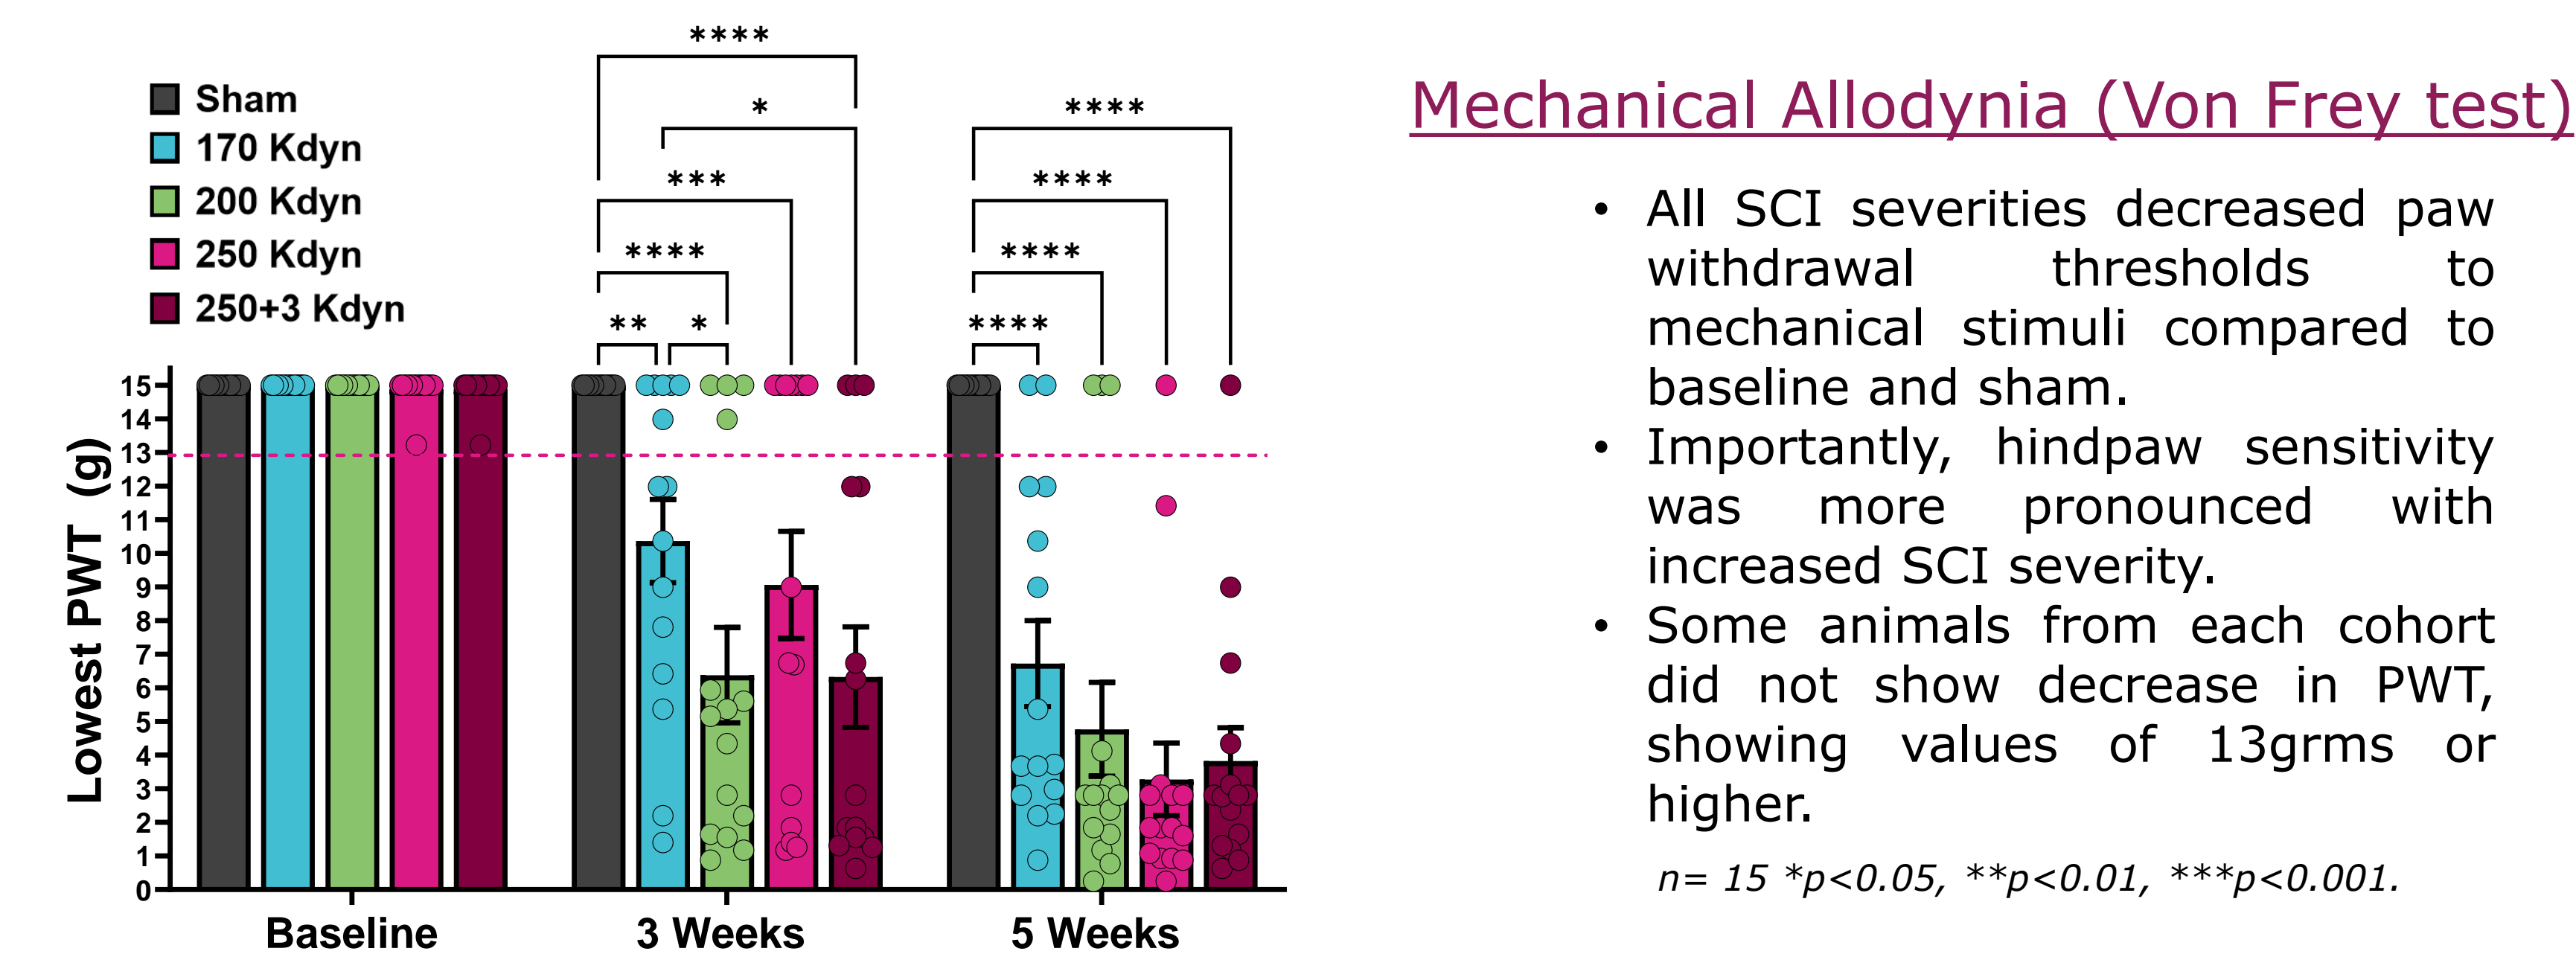 ****
Sham
170 Kdyn
200 Kdyn
250 Kdyn
250+3 Kdyn
*
***
****
** *
****
****
****
****
Lowest PWT (g)
15
14
13
12
11
10
9
8
7
6
5
4
3
2
1
0
Baseline
3 Weeks
5 Weeks
Mechanical Allodynia (Von Frey test)
• All SCI severities decreased paw
withdrawal thresholds to
mechanical stimuli compared to
baseline and sham.
• Importantly, hindpaw sensitivity
was more pronounced with
increased SCI severity.
• Some animals from each cohort
did not show decrease in PWT,
showing values of 13grms or
higher.
n= 15 *p<0.05, **p<0.01, ***p<0.001.